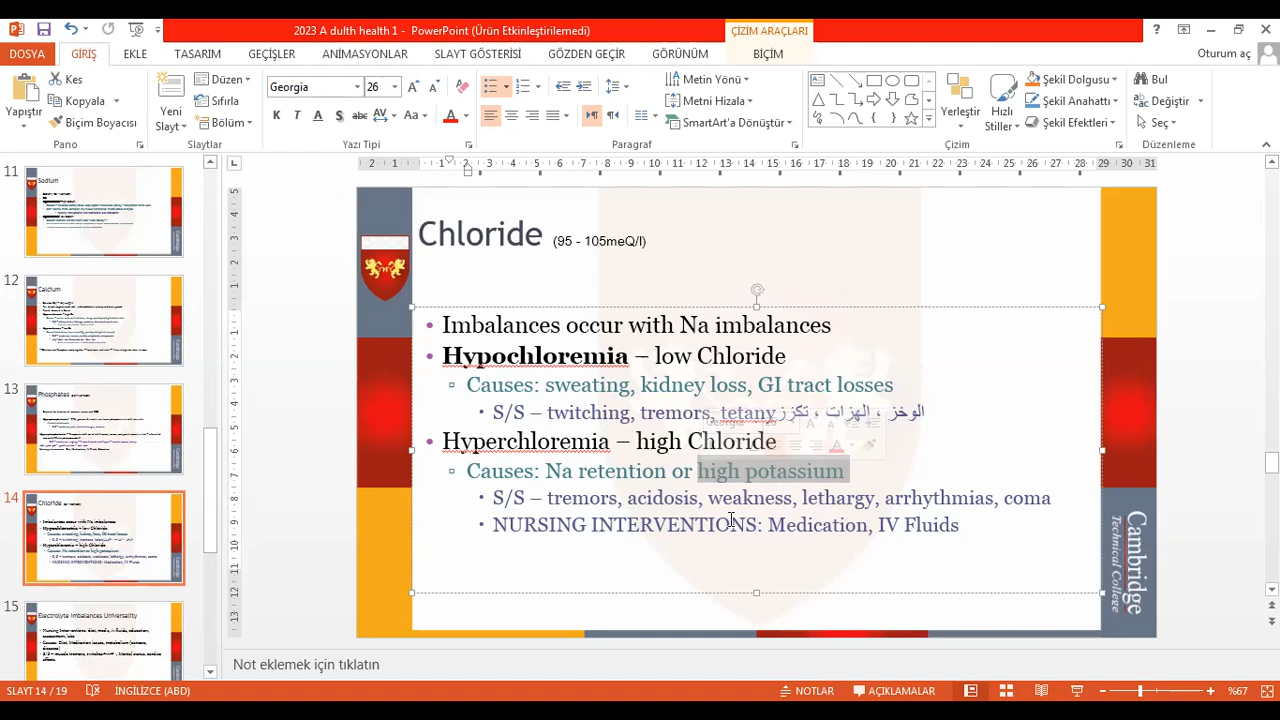 2023 A dulth health 1 - PowerPoint (Ürün Etkinleştirilemedi)
ÇİZİM ARAÇLARI
DOSYA GİRİŞ EKLE TASARIM GEÇİŞLER ANİMASYONLAR SLAYT GÖSTERİSİ GÖZDEN GEÇİR GÖRÜNÜM BİÇİM Oturum aç
Yapıştır
Kes
Kopyala
Biçim Boyacısı
Pano
Yeni
Slayt
Düzen
Sıfırla
Bölüm
Slaytlar
Georgia 26
Yazı Tipi
Metin Yönü
Metni Hizala
SmartArt'a Dönüştür
Paragraf
Yerleştir
Hızlı
Stiller
Şekil Dolgusu
Şekil Anahattı
Şekil Efektleri
Çizim
Bul
Değiştir
Seç
Düzenleme
11
Sodium
12
Calcium
13
Phosphates
14
Chloride
15
Electrolyte Imbalances Universality
Chloride (95 - 105meQ/l)
• Imbalances occur with Na imbalances
• Hypochloremia – low Chloride
▫ Causes: sweating, kidney loss, GI tract losses
• S/S – twitching, tremors, tetany الوخز ، الهزات ، تكزز
• Hyperchloremia – high Chloride
▫ Causes: Na retention or high potassium
• S/S – tremors, acidosis, weakness, lethargy, arrhythmias, coma
• NURSING INTERVENTIONS: Medication, IV Fluids
Cambridge
Technical College
Not eklemek için tıklatın
SLAYT 14 / 19 İNGİLİZCE (ABD) NOTLAR AÇIKLAMALAR %67